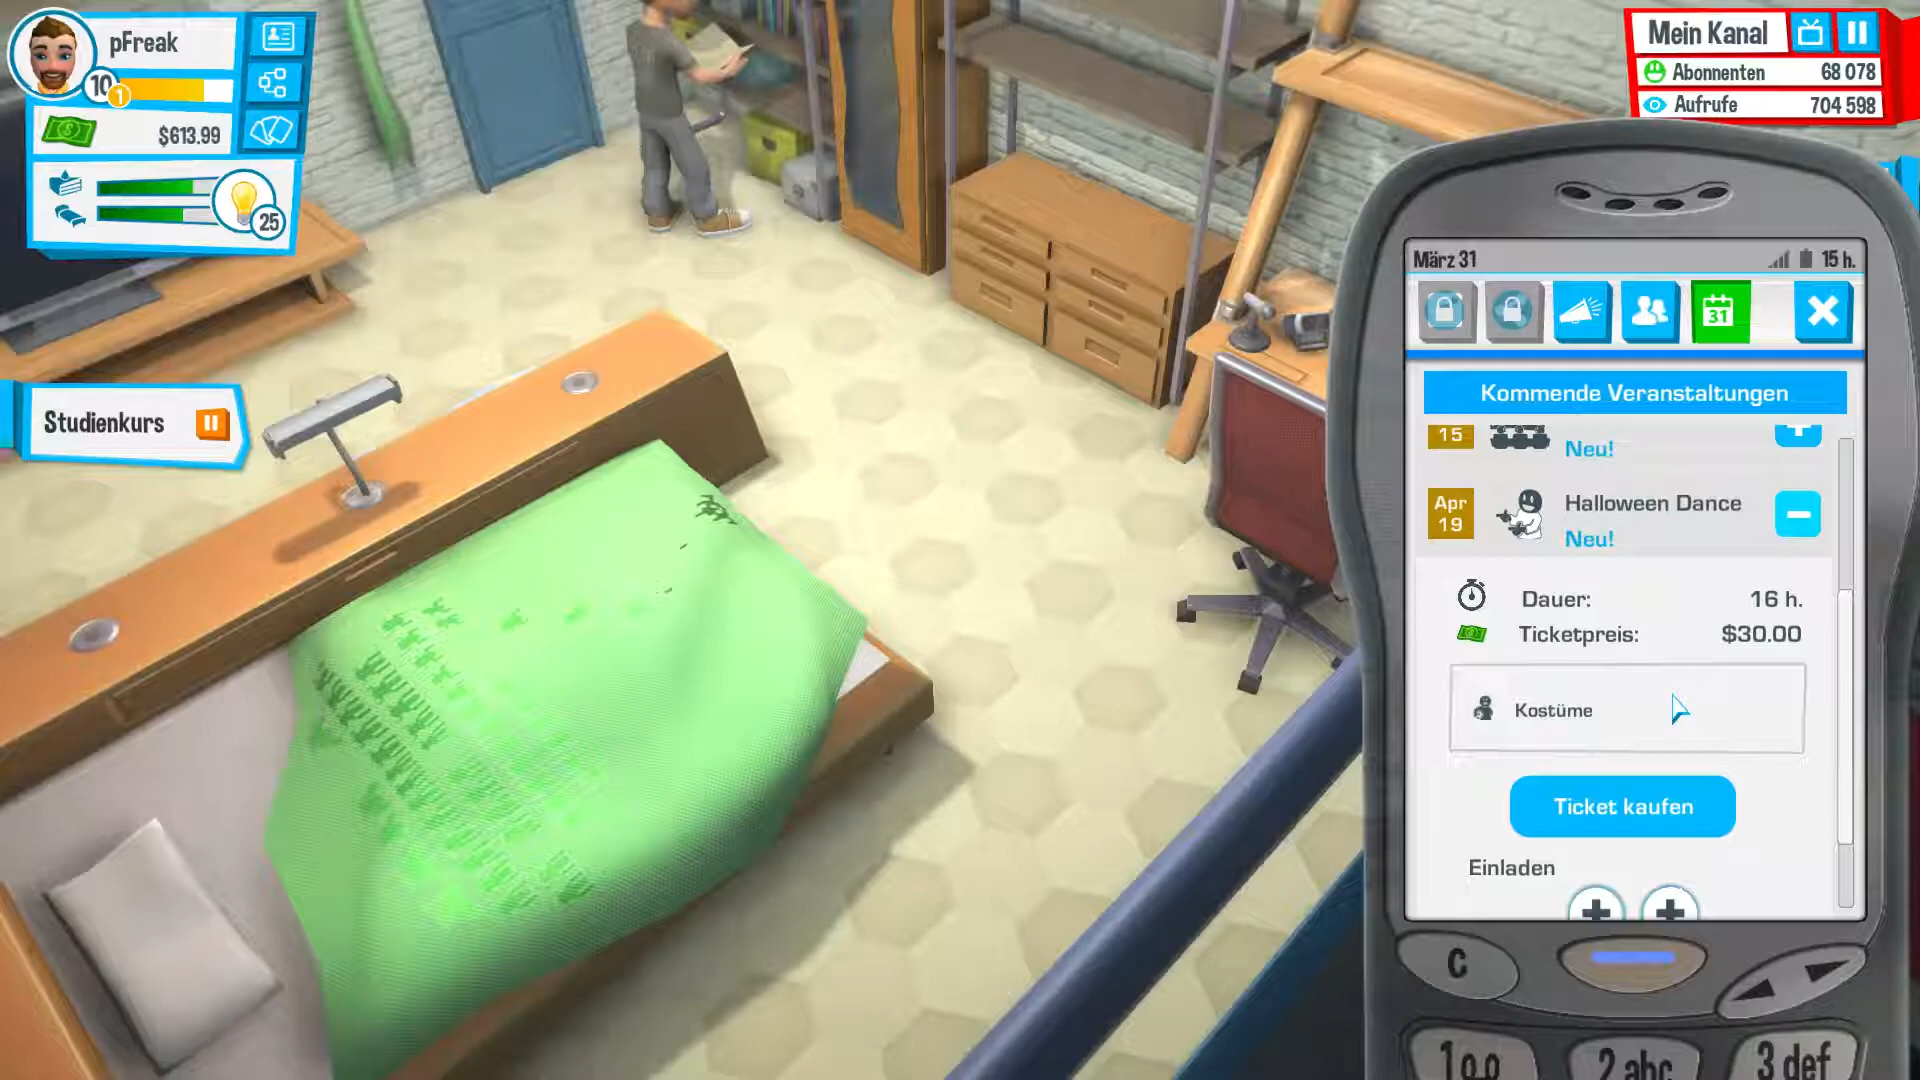 pFreak
10
1
$613.99
25
Studienkurs
Mein Kanal
Abonnenten 68 078
Aufrufe 704 598
März 31 15 h.
31
Kommende Veranstaltungen
15
Neu!
Apr
19
Halloween Dance
Neu!
Dauer: 16 h.
Ticketpreis: $30.00
Kostüme
Ticket kaufen
Einladen
C
1 o.o 2 abc 3 def